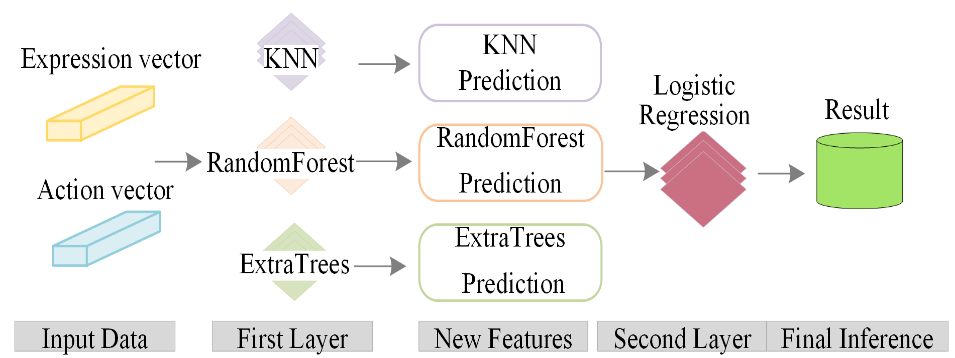 Expression vector
Action vector
KNN
RandomForest
ExtraTrees
KNN
Prediction
RandomForest
Prediction
ExtraTrees
Prediction
Logistic
Regression
Result
Input Data
First Layer
New Features
Second Layer
Final Inference